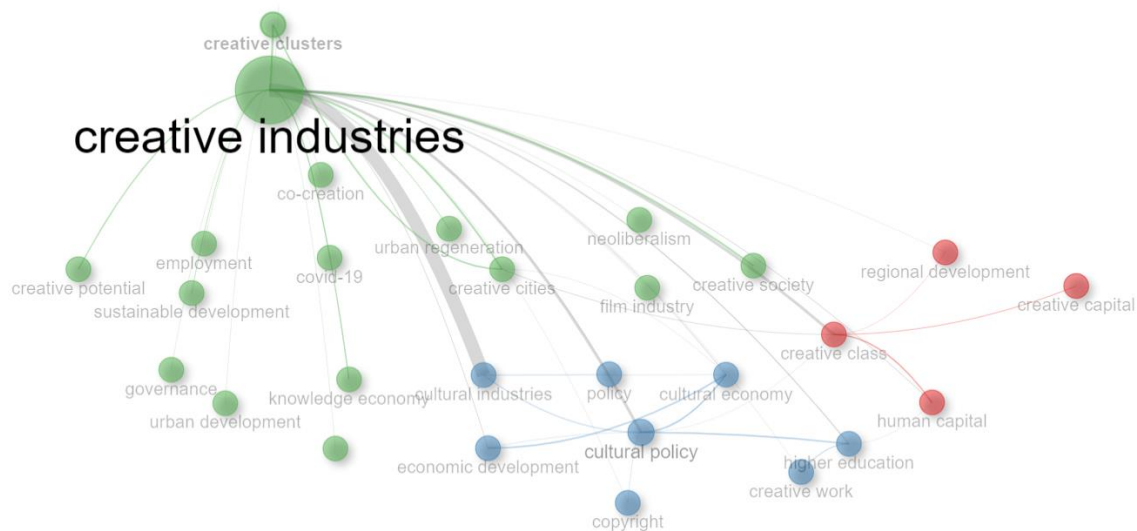 creative clusters
creative industries
co-creation
urban regeneration
neoliberalism
employment
covid-19
creative cities
creative society
regional development
creative potential
sustainable development
film industry
creative capital
creative class
governance
urban development
knowledge economy
cultural industries
policy
cultural economy
human capital
economic development
cultural policy
higher education
creative work
copyright